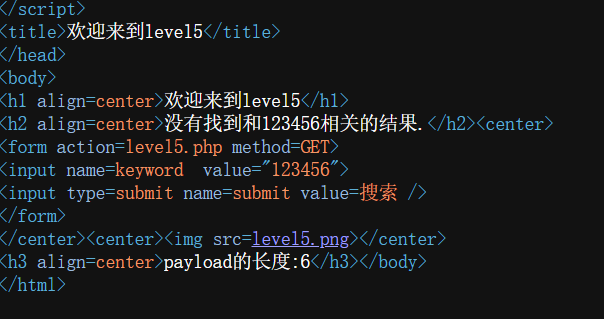 </script>
<title>欢迎来到level5</title>
</head>
<body>
<h1 align=center>欢迎来到level5</h1>
<h2 align=center>没有找到和123456相关的结果.</h2><center>
<form action=level5.php method=GET>
<input name=keyword  value="123456">
<input type=submit name=submit value=搜索 />
</form>
</center><center><img src=level5.png></center>
<h3 align=center>payload的长度:6</h3></body>
</html>